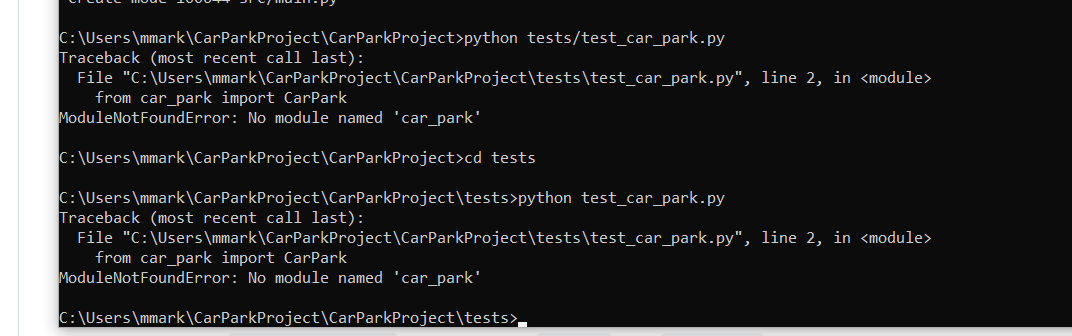 create mode 100644 src/main.py
C:\Users\mmark\CarParkProject\CarParkProject>python tests/test_car_park.py
Traceback (most recent call last):
  File "C:\Users\mmark\CarParkProject\CarParkProject\tests\test_car_park.py", line 2, in <module>
    from car_park import CarPark
ModuleNotFoundError: No module named 'car_park'
C:\Users\mmark\CarParkProject\CarParkProject>cd tests
C:\Users\mmark\CarParkProject\CarParkProject\tests>python test_car_park.py
Traceback (most recent call last):
  File "C:\Users\mmark\CarParkProject\CarParkProject\tests\test_car_park.py", line 2, in <module>
    from car_park import CarPark
ModuleNotFoundError: No module named 'car_park'
C:\Users\mmark\CarParkProject\CarParkProject\tests>